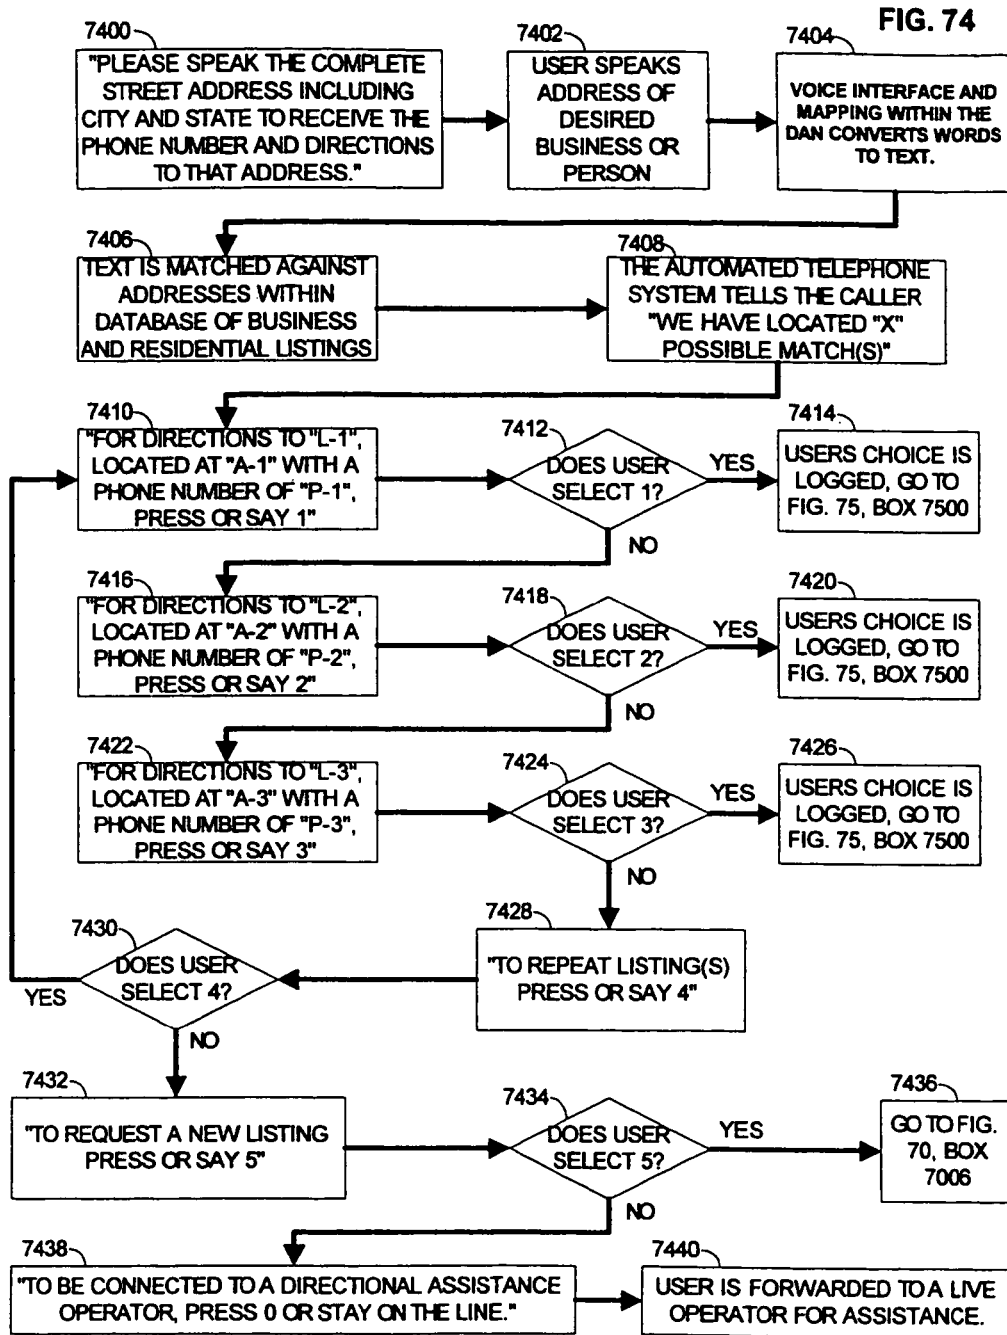 FIG. 74
7400
"PLEASE SPEAK THE COMPLETE
STREET ADDRESS INCLUDING
CITY AND STATE TO RECEIVE THE
PHONE NUMBER AND DIRECTIONS
TO THAT ADDRESS."
7402
USER SPEAKS
ADDRESS OF
DESIRED
BUSINESS OR
PERSON
7404
VOICE INTERFACE AND
MAPPING WITHIN THE
DAN CONVERTS WORDS
TO TEXT.
7406
TEXT IS MATCHED AGAINST
ADDRESSES WITHIN
DATABASE OF BUSINESS
AND RESIDENTIAL LISTINGS
7408
THE AUTOMATED TELEPHONE
SYSTEM TELLS THE CALLER
"WE HAVE LOCATED "X"
POSSIBLE MATCH(S)"
7410
"FOR DIRECTIONS TO "L-1",
LOCATED AT "A-1" WITH A
PHONE NUMBER OF "P-1",
PRESS OR SAY 1"
7412
DOES USER
SELECT 1?
YES
NO
7414
USERS CHOICE IS
LOGGED, GO TO
FIG. 75, BOX 7500
7416
"FOR DIRECTIONS TO "L-2",
LOCATED AT "A-2" WITH A
PHONE NUMBER OF "P-2",
PRESS OR SAY 2"
7418
DOES USER
SELECT 2?
YES
NO
7420
USERS CHOICE IS
LOGGED, GO TO
FIG. 75, BOX 7500
7422
"FOR DIRECTIONS TO "L-3",
LOCATED AT "A-3" WITH A
PHONE NUMBER OF "P-3",
PRESS OR SAY 3"
7424
DOES USER
SELECT 3?
YES
NO
7426
USERS CHOICE IS
LOGGED, GO TO
FIG. 75, BOX 7500
7428
"TO REPEAT LISTING(S)
PRESS OR SAY 4"
7430
DOES USER
SELECT 4?
YES
NO
7432
"TO REQUEST A NEW LISTING
PRESS OR SAY 5"
7434
DOES USER
SELECT 5?
YES
NO
7436
GO TO FIG.
70, BOX
7006
7438
"TO BE CONNECTED TO A DIRECTIONAL ASSISTANCE
OPERATOR, PRESS 0 OR STAY ON THE LINE."
7440
USER IS FORWARDED TO A LIVE
OPERATOR FOR ASSISTANCE.